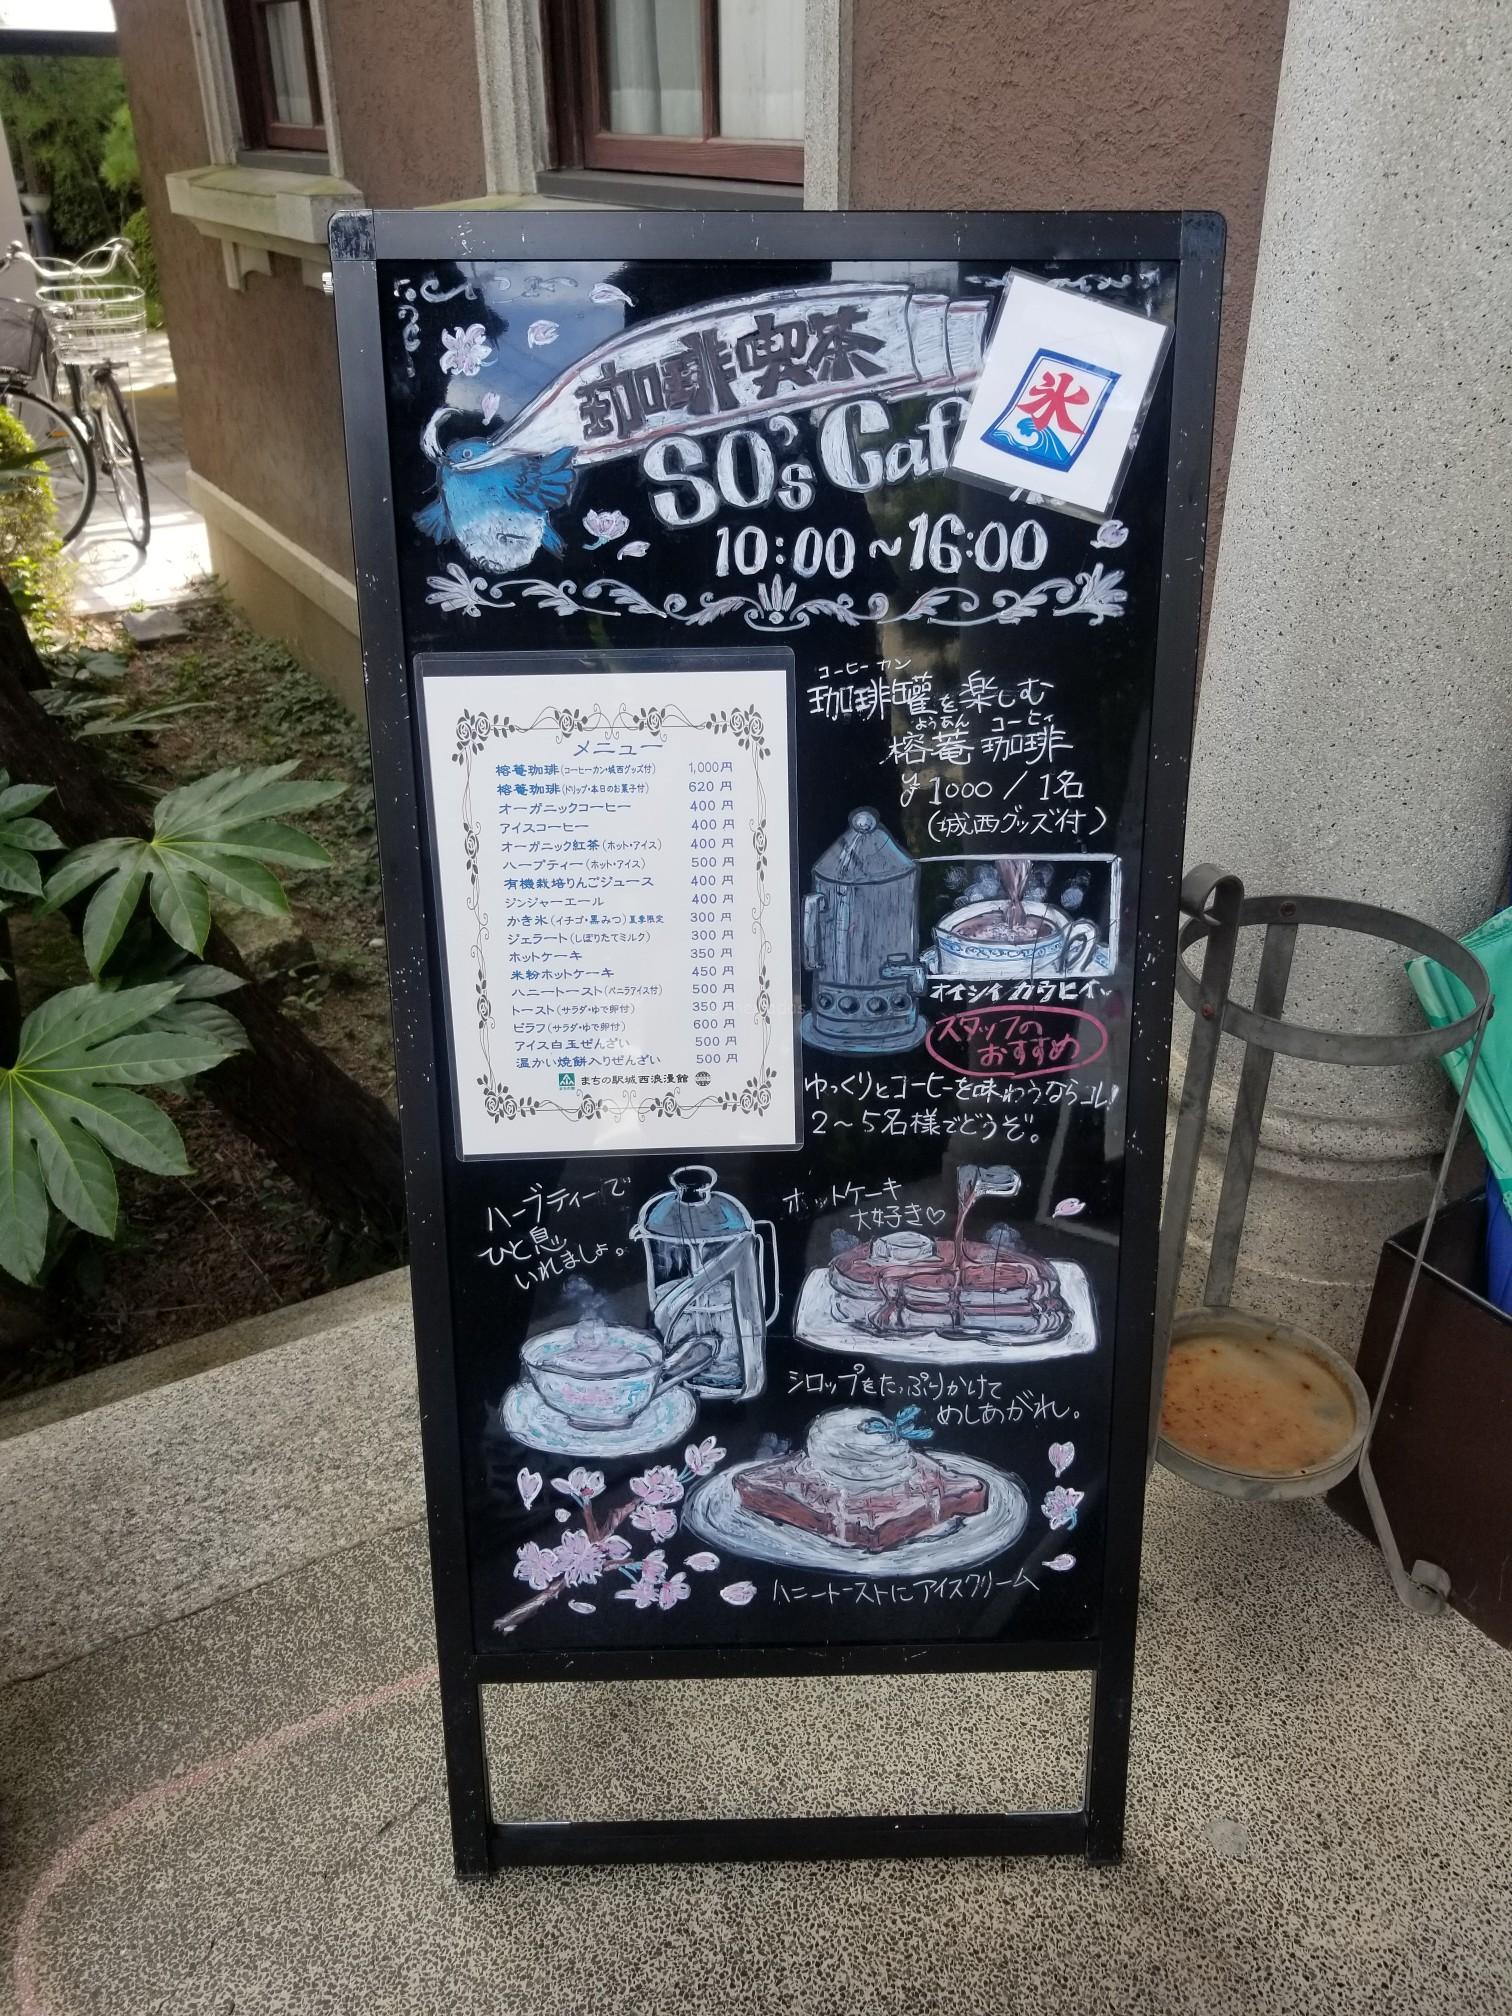 珈琲喫茶
SO's Caf
氷
10:00~16:00
メニュー
榕菴珈琲(コーヒーカン・城西グッズ付) 1,000円
榕菴珈琲(ドリップ・本日のお菓子付) 620円
オーガニックコーヒー 400円
アイスコーヒー 400円
オーガニック紅茶(ホット・アイス) 400円
ハーブティー(ホット・アイス) 500円
有機栽培りんごジュース 400円
ジンジャーエール 400円
かき氷(イチゴ・黒みつ)夏季限定 300円
ジェラート(しぼりたてミルク) 300円
ホットケーキ 350円
米粉ホットケーキ 450円
ハニートースト(バニラアイス付) 500円
トースト(サラダ・ゆで卵付) 350円
ピラフ(サラダ・ゆで卵付) 600円
アイス白玉ぜんざい 500円
温かい焼餅入りぜんざい 500円
まちの駅城西浪漫館
コーヒー カン
珈琲罐を楽しむ
ようあん コーヒィ
榕菴珈琲
¥1000/1名
(城西グッズ付)
オイシイ カウヒイ
スタッフの
おすすめ
ゆっくりとコーヒーを味わうならコレ!
2~5名様でどうぞ。
ハーブティーで
ひと息
いれましょ。
ホットケーキ
大好き♡
シロップをたっぷりかけて
めしあがれ。
ハニートーストにアイスクリーム